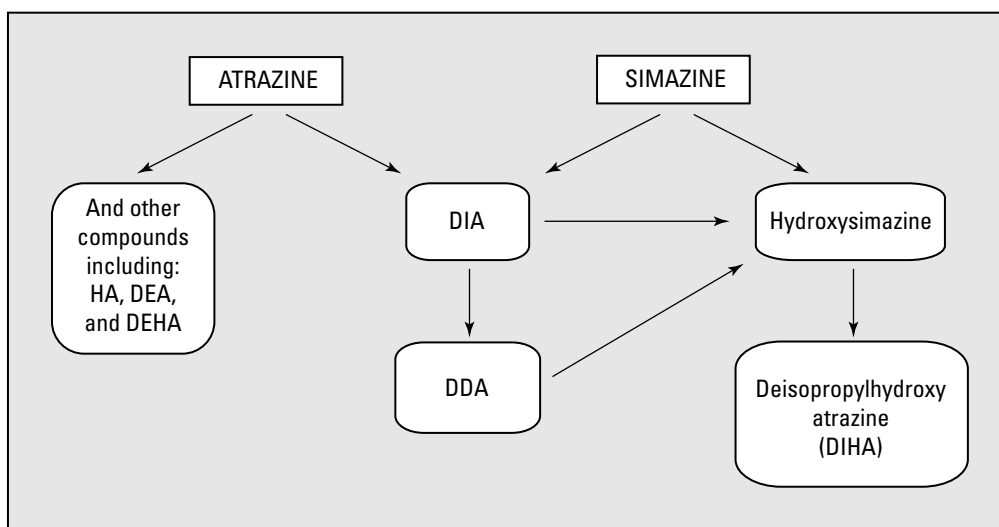 ATRAZINE
SIMAZINE
And other
compounds
including:
HA, DEA,
and DEHA
DIA
Hydroxysimazine
DDA
Deisopropylhydroxy
atrazine
(DIHA)